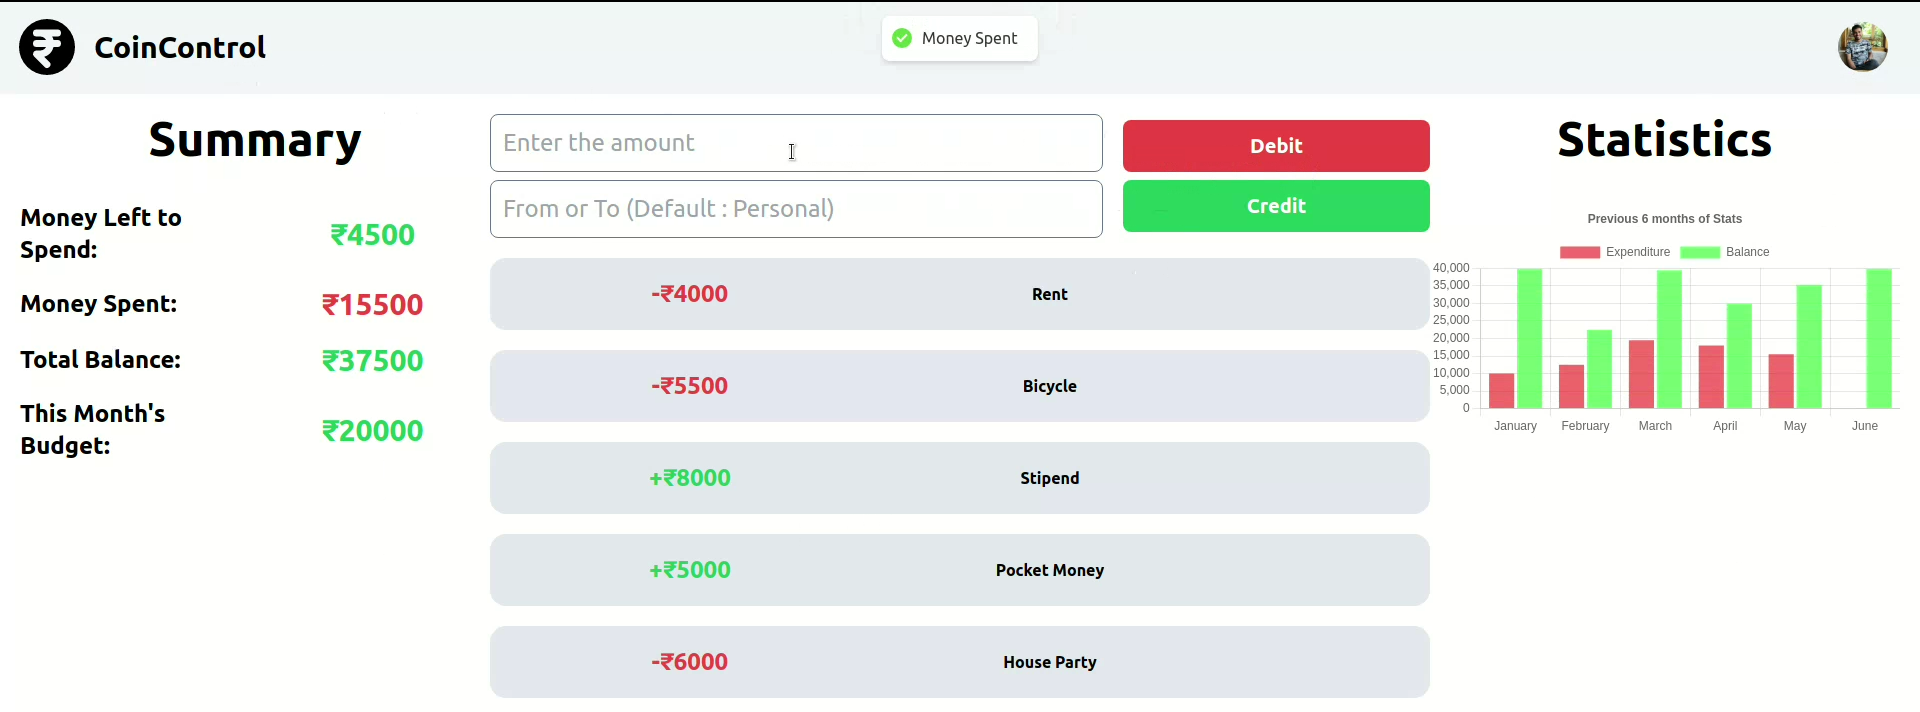 CoinControl
Money Spent
Summary
Money Left to
Spend:
₹4500
Money Spent:
₹15500
Total Balance:
₹37500
This Month's
Budget:
₹20000
Enter the amount
Debit
From or To (Default : Personal)
Credit
-₹4000 Rent
-₹5500 Bicycle
+₹8000 Stipend
+₹5000 Pocket Money
-₹6000 House Party
Statistics
Previous 6 months of Stats
Expenditure Balance
40,000
35,000
30,000
25,000
20,000
15,000
10,000
5,000
0
January February March April May June